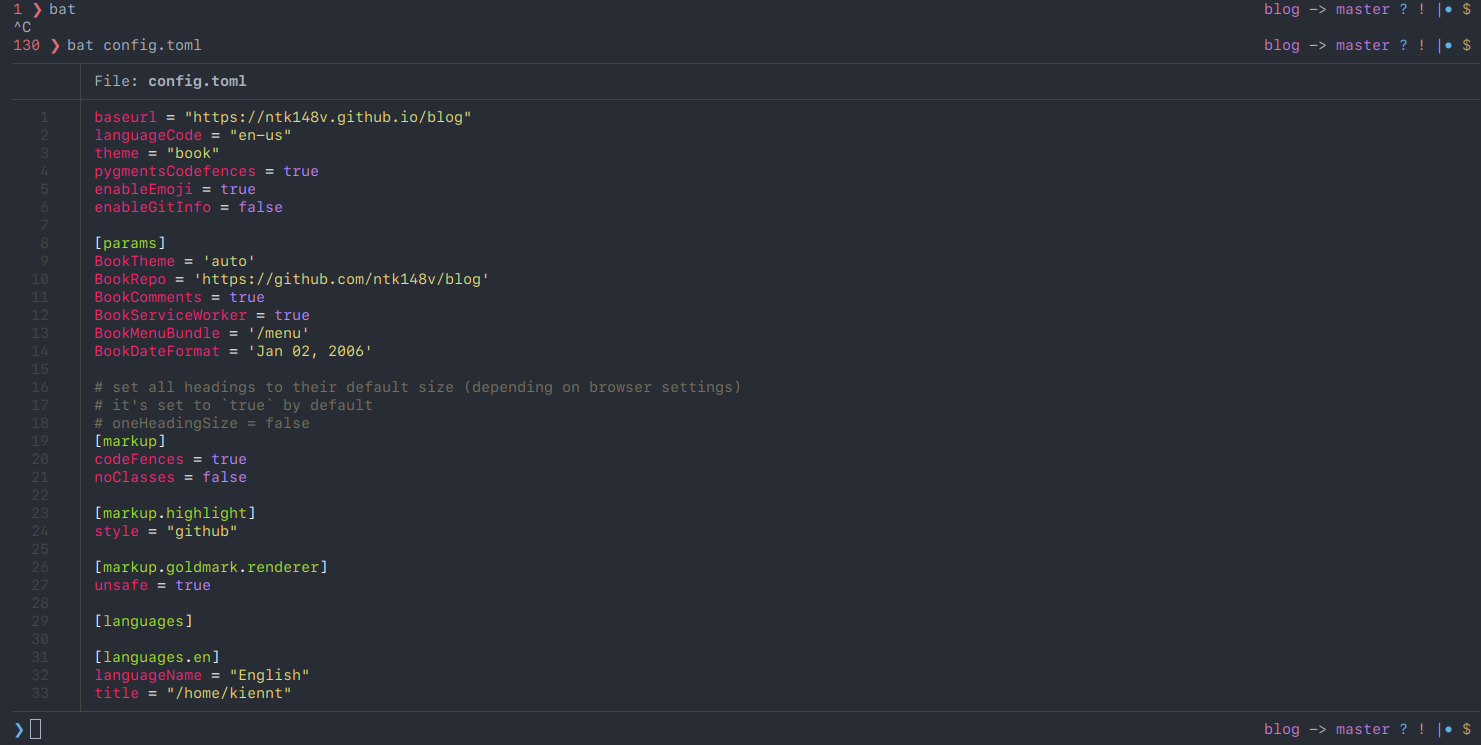 1 ❯ bat blog —> master ? ! |● $
^C
130 ❯ bat config.toml blog —> master ? ! |● $
File: config.toml
1 baseurl = "https://ntk148v.github.io/blog"
2 languageCode = "en-us"
3 theme = "book"
4 pygmentsCodefences = true
5 enableEmoji = true
6 enableGitInfo = false
7
8 [params]
9 BookTheme = 'auto'
10 BookRepo = 'https://github.com/ntk148v/blog'
11 BookComments = true
12 BookServiceWorker = true
13 BookMenuBundle = '/menu'
14 BookDateFormat = 'Jan 02, 2006'
15
16 # set all headings to their default size (depending on browser settings)
17 # it's set to `true` by default
18 # oneHeadingSize = false
19 [markup]
20 codeFences = true
21 noClasses = false
22
23 [markup.highlight]
24 style = "github"
25
26 [markup.goldmark.renderer]
27 unsafe = true
28
29 [languages]
30
31 [languages.en]
32 languageName = "English"
33 title = "/home/kiennt"
❯ blog —> master ? ! |● $